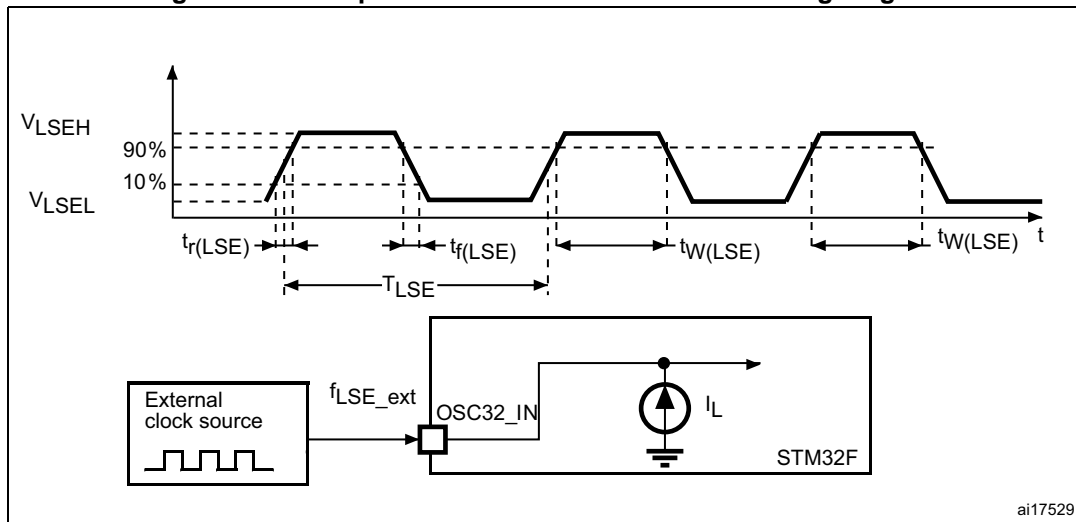 VLSEH
90%
10%
VLSEL
tr(LSE)
tf(LSE)
tW(LSE)
tW(LSE)
t
TLSE
External
clock source
fLSE_ext
OSC32_IN
IL
STM32F
ai17529